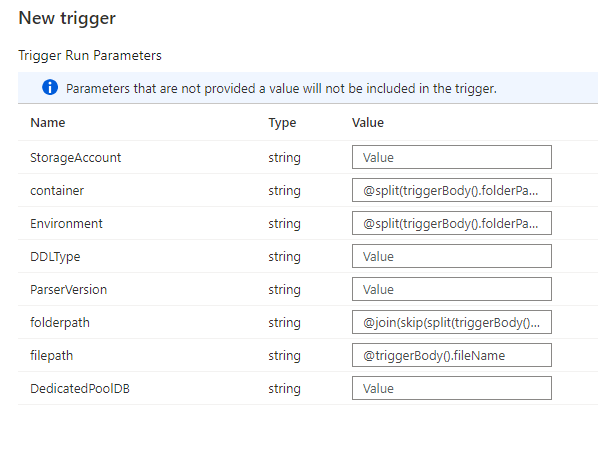 New trigger
Trigger Run Parameters
Parameters that are not provided a value will not be included in the trigger.
Name Type Value
StorageAccount string Value
container string @split(triggerBody().folderPa...
Environment string @split(triggerBody().folderPa...
DDLType string Value
ParserVersion string Value
folderpath string @join(skip(split(triggerBody()...
filepath string @triggerBody().fileName
DedicatedPoolDB string Value